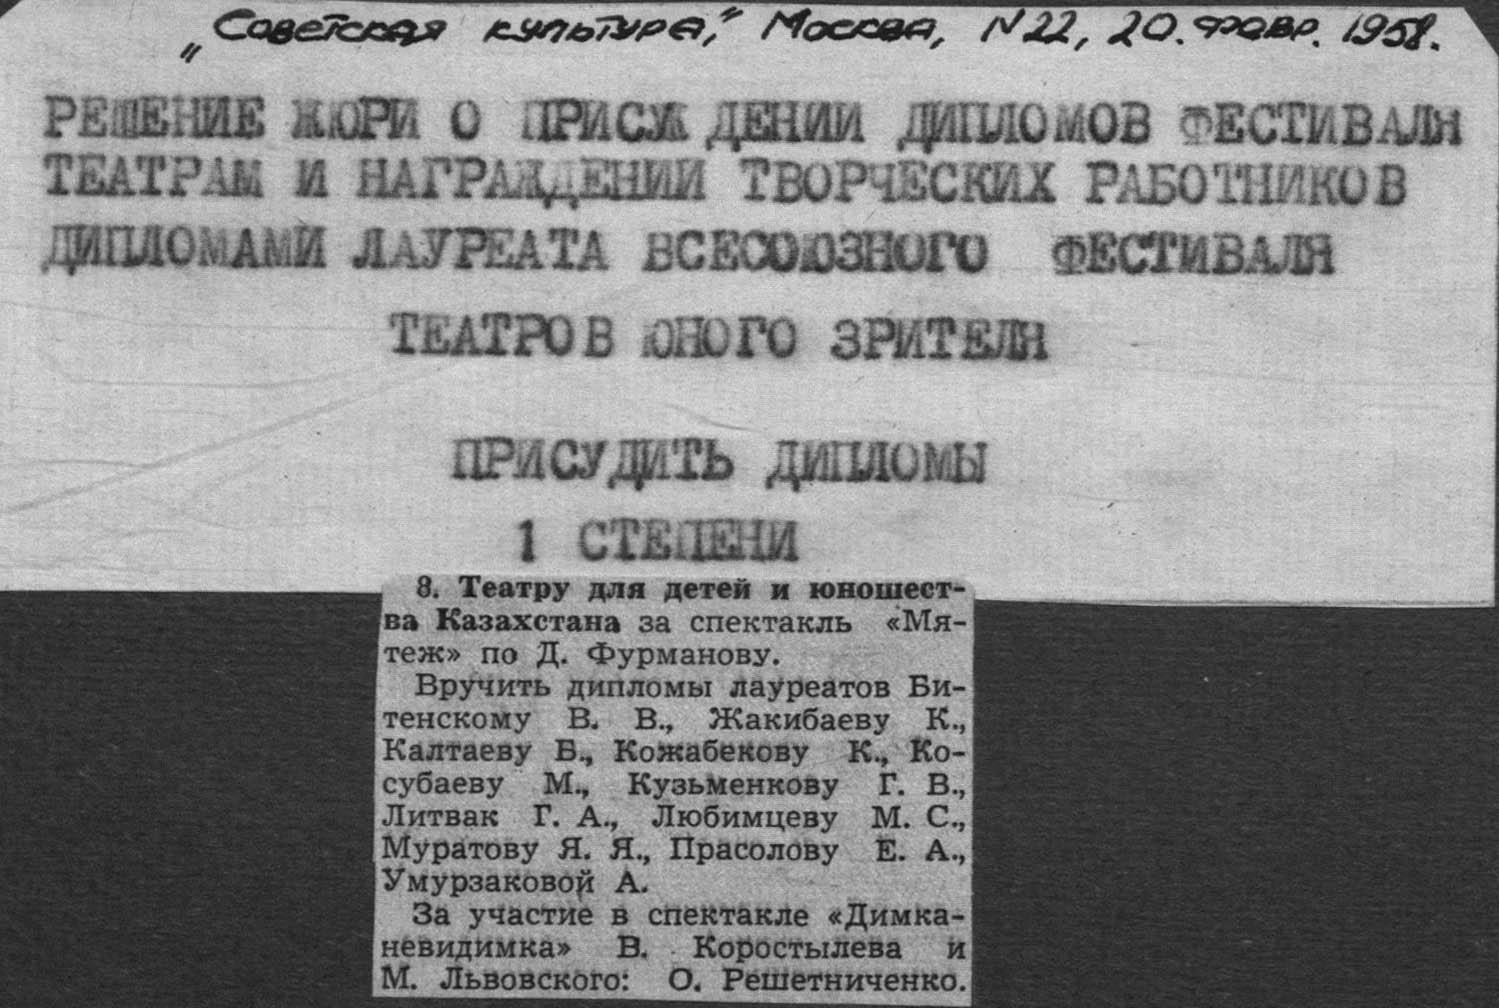 „Советская культура," Москва, N22, 20. февр. 1958.
РЕШЕНИЕ ЖЮРИ О ПРИСУЖДЕНИИ ДИПЛОМОВ ФЕСТИВАЛЯ
ТЕАТРАМ И НАГРАЖДЕНИИ ТВОРЧЕСКИХ РАБОТНИКОВ
ДИПЛОМАМИ ЛАУРЕАТА ВСЕСОЮЗНОГО ФЕСТИВАЛЯ
ТЕАТРОВ ЮНОГО ЗРИТЕЛЯ
ПРИСУДИТЬ ДИПЛОМЫ
1 СТЕПЕНИ
8. Театру для детей и юношест-
ва Казахстана за спектакль «Мя-
теж» по Д. Фурманову.
Вручить дипломы лауреатов Би-
тенскому В. В., Жакибаеву К.,
Калтаеву Б., Кожабекову К., Ко-
субаеву М., Кузьменкову Г. В.,
Литвак Г. А., Любимцеву М. С.,
Муратову Я. Я., Прасолову Е. А.,
Умурзаковой А.
За участие в спектакле «Димка-
невидимка» В. Коростылева и
М. Львовского: О. Решетниченко.